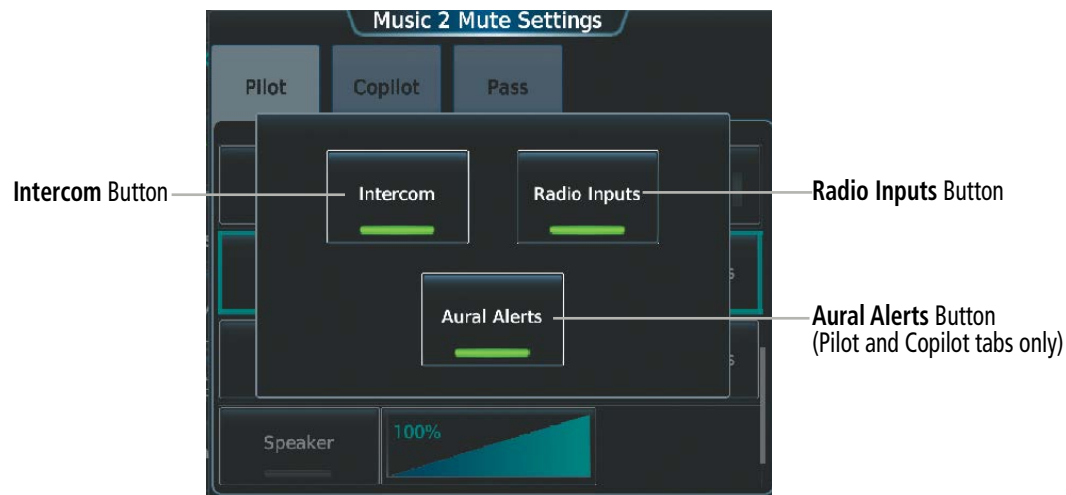 Music 2 Mute Settings
Pilot
Copilot
Pass
Intercom Button
Intercom
Radio Inputs
Radio Inputs Button
Aural Alerts
Aural Alerts Button
(Pilot and Copilot tabs only)
Speaker
100%